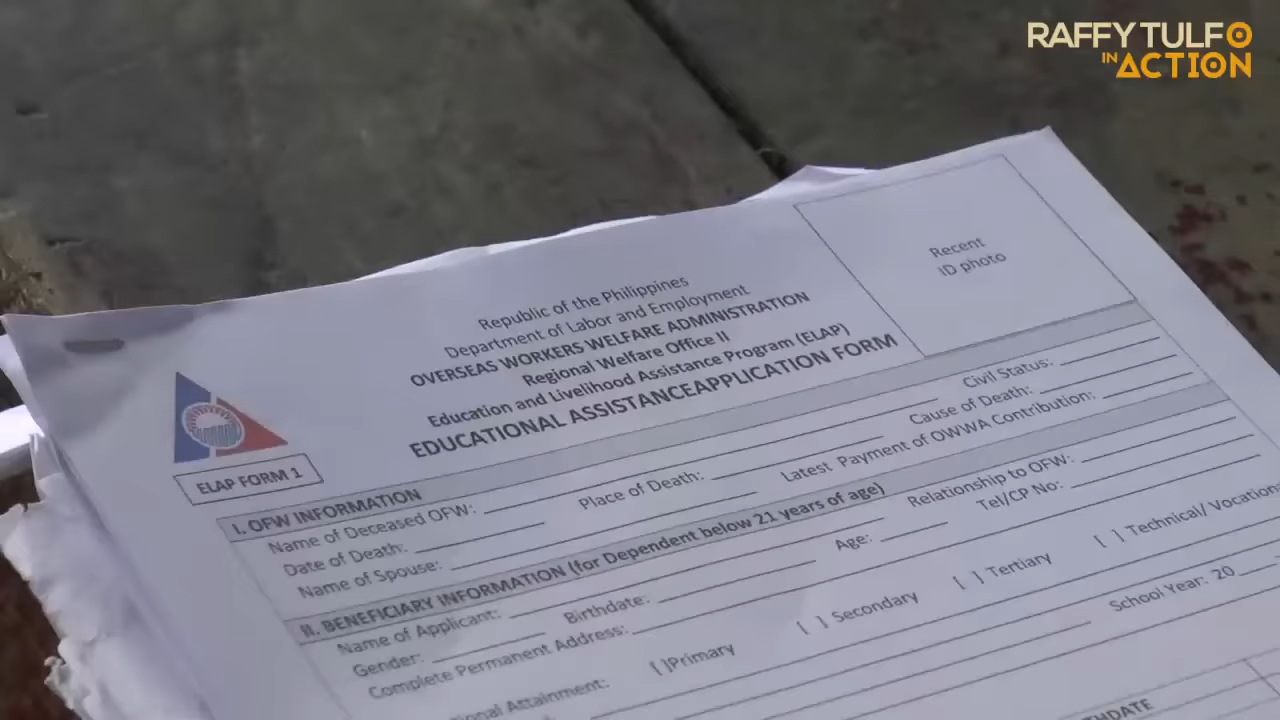 RAFFY TULFO
IN ACTION
Recent
ID photo
Republic of the Philippines
Department of Labor and Employment
OVERSEAS WORKERS WELFARE ADMINISTRATION
Regional Welfare Office II
Education and Livelihood Assistance Program (ELAP)
EDUCATIONAL ASSISTANCEAPPLICATION FORM
ELAP FORM 1
I. OFW INFORMATION
Name of Deceased OFW: Civil Status:
Date of Death: Place of Death: Cause of Death:
Name of Spouse: Latest Payment of OWWA Contribution:
II. BENEFICIARY INFORMATION (for Dependent below 21 years of age)
Name of Applicant: Relationship to OFW:
Gender: Birthdate: Age: Tel/CP No:
Complete Permanent Address:
Attainment: [ ]Primary [ ] Secondary [ ] Tertiary [ ] Technical/ Vocation
School Year: 20